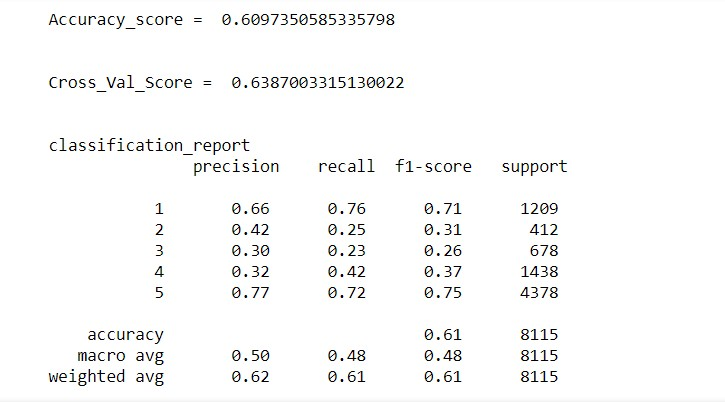 Accuracy_score =  0.6097350585335798
Cross_Val_Score =  0.6387003315130022
classification_report
precision    recall  f1-score   support
1       0.66      0.76      0.71      1209
2       0.42      0.25      0.31       412
3       0.30      0.23      0.26       678
4       0.32      0.42      0.37      1438
5       0.77      0.72      0.75      4378
accuracy                           0.61      8115
macro avg       0.50      0.48      0.48      8115
weighted avg       0.62      0.61      0.61      8115